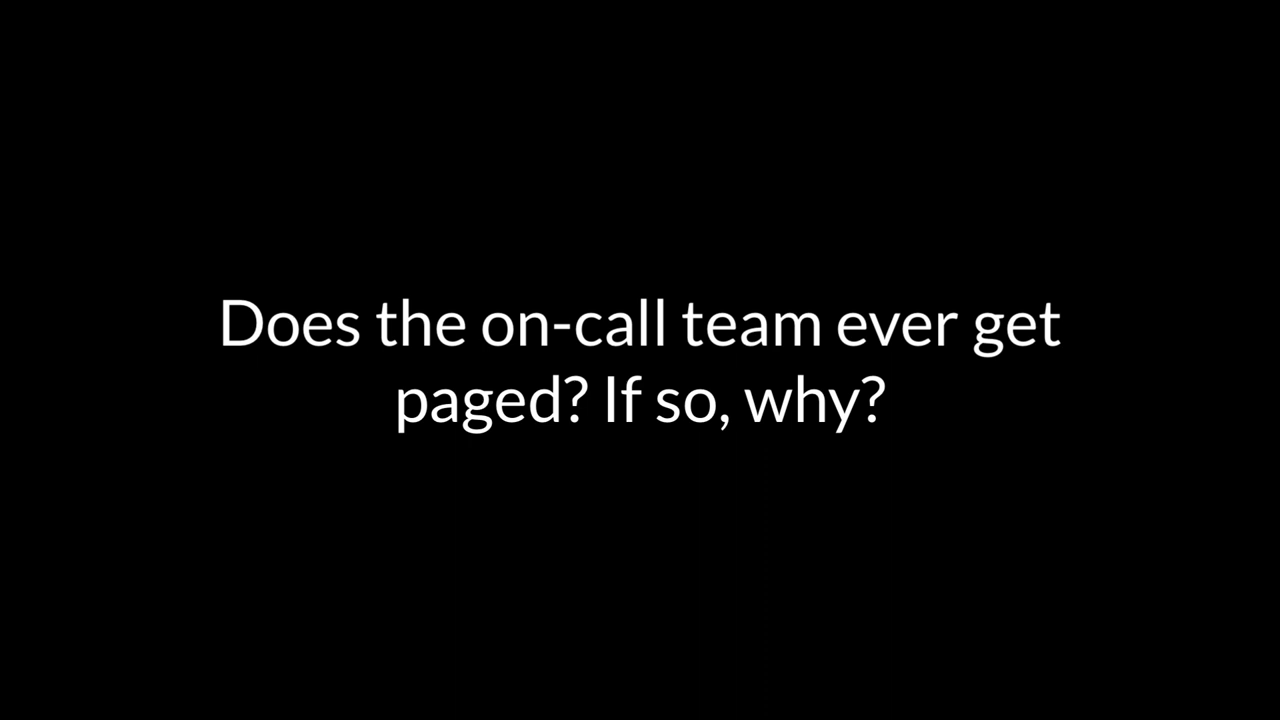 Does the on-call team ever get
paged? If so, why?